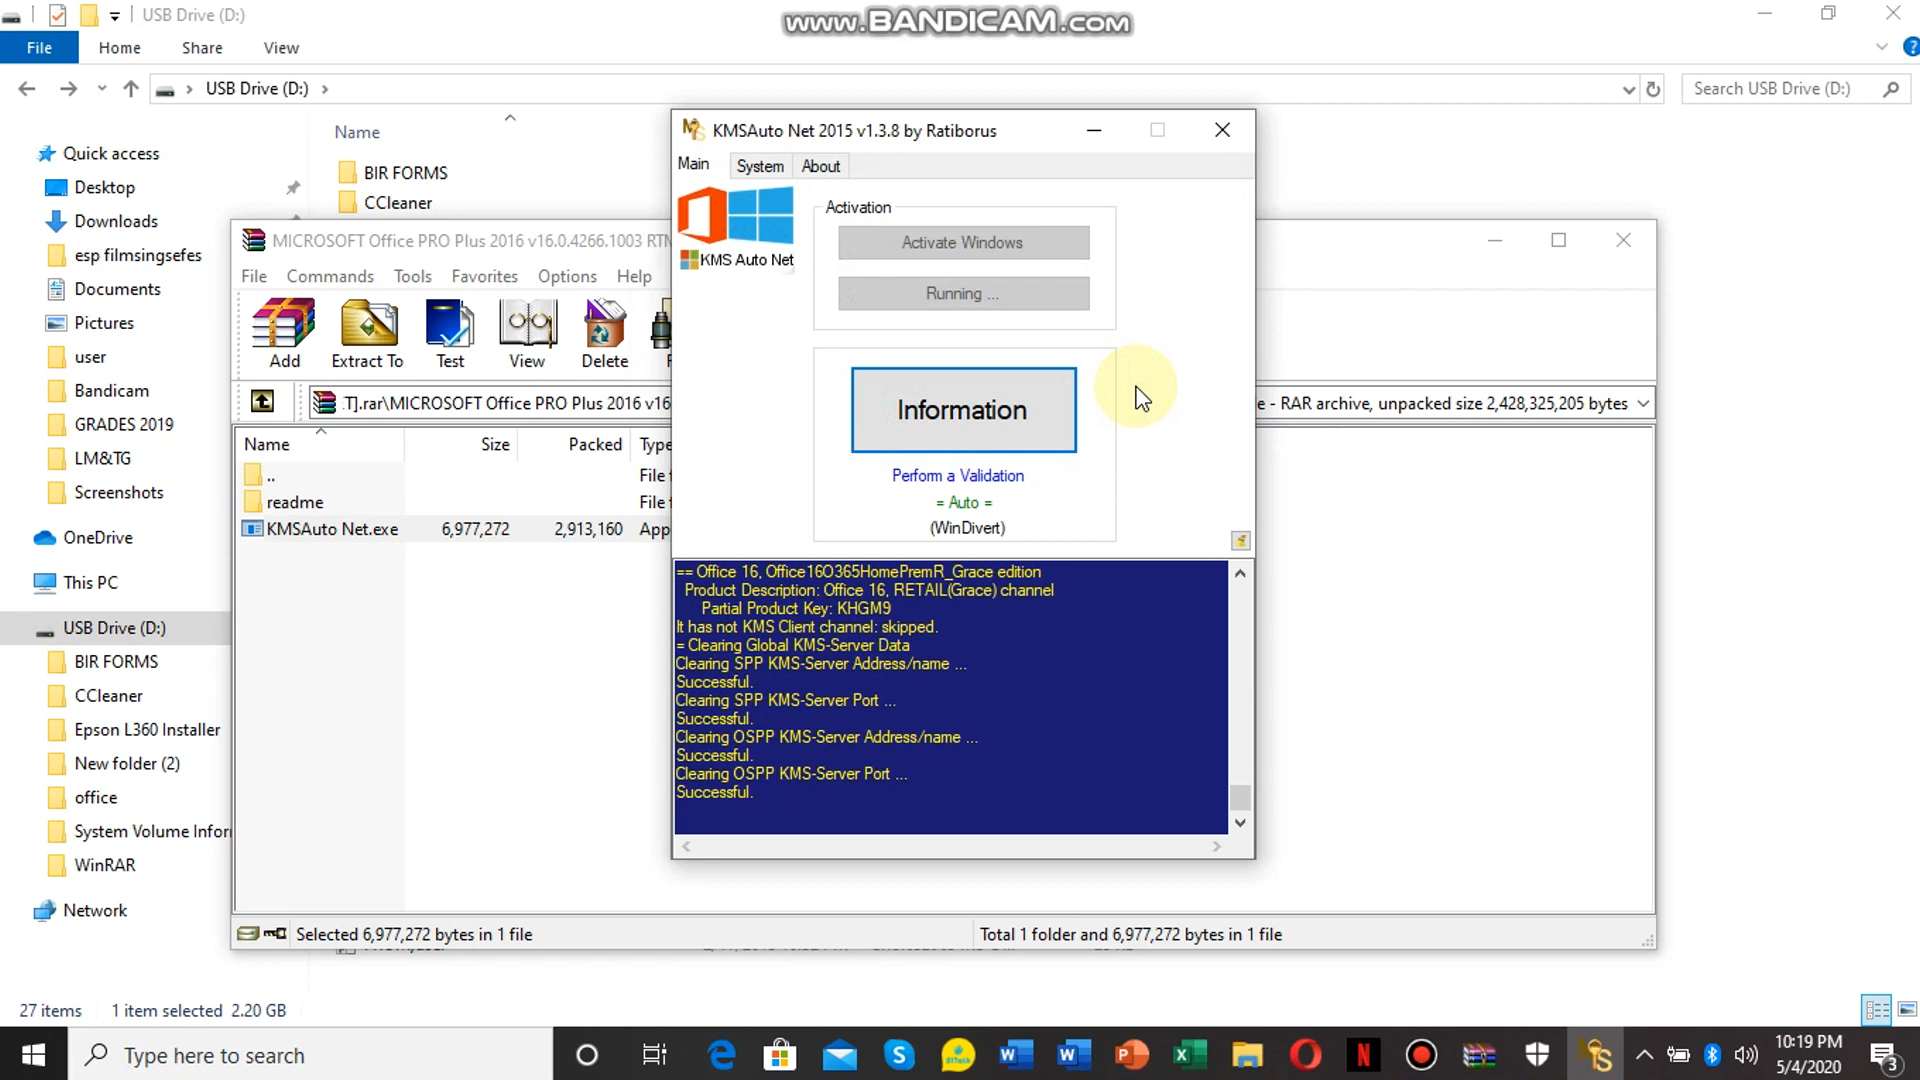 USB Drive (D:)
www.BANDICAM.com
File
Home
Share
View
USB Drive (D:)
Search USB Drive (D:)
Name
Quick access
Desktop
Downloads
esp filmsingsefes
Documents
Pictures
user
Bandicam
GRADES 2019
LM&TG
Screenshots
OneDrive
This PC
USB Drive (D:)
BIR FORMS
CCleaner
Epson L360 Installer
New folder (2)
office
System Volume Infor
WinRAR
Network
BIR FORMS
CCleaner
MICROSOFT Office PRO Plus 2016 v16.0.4266.1003 RTM
File
Commands
Tools
Favorites
Options
Help
Add
Extract To
Test
View
Delete
T].rar\MICROSOFT Office PRO Plus 2016 v16
e - RAR archive, unpacked size 2,428,325,205 bytes
Name
Size
Packed
Type
..
File f
readme
File f
KMSAuto Net.exe
6,977,272
2,913,160
App
Selected 6,977,272 bytes in 1 file
Total 1 folder and 6,977,272 bytes in 1 file
KMSAuto Net 2015 v1.3.8 by Ratiborus
Main
System
About
KMS Auto Net
Activation
Activate Windows
Running ...
Information
Perform a Validation
= Auto =
(WinDivert)
== Office 16, Office16O365HomePremR_Grace edition
Product Description: Office 16, RETAIL(Grace) channel
Partial Product Key: KHGM9
It has not KMS Client channel: skipped.
= Clearing Global KMS-Server Data
Clearing SPP KMS-Server Address/name ...
Successful.
Clearing SPP KMS-Server Port ...
Successful.
Clearing OSPP KMS-Server Address/name ...
Successful.
Clearing OSPP KMS-Server Port ...
Successful.
27 items
1 item selected 2.20 GB
Type here to search
10:19 PM
5/4/2020
3